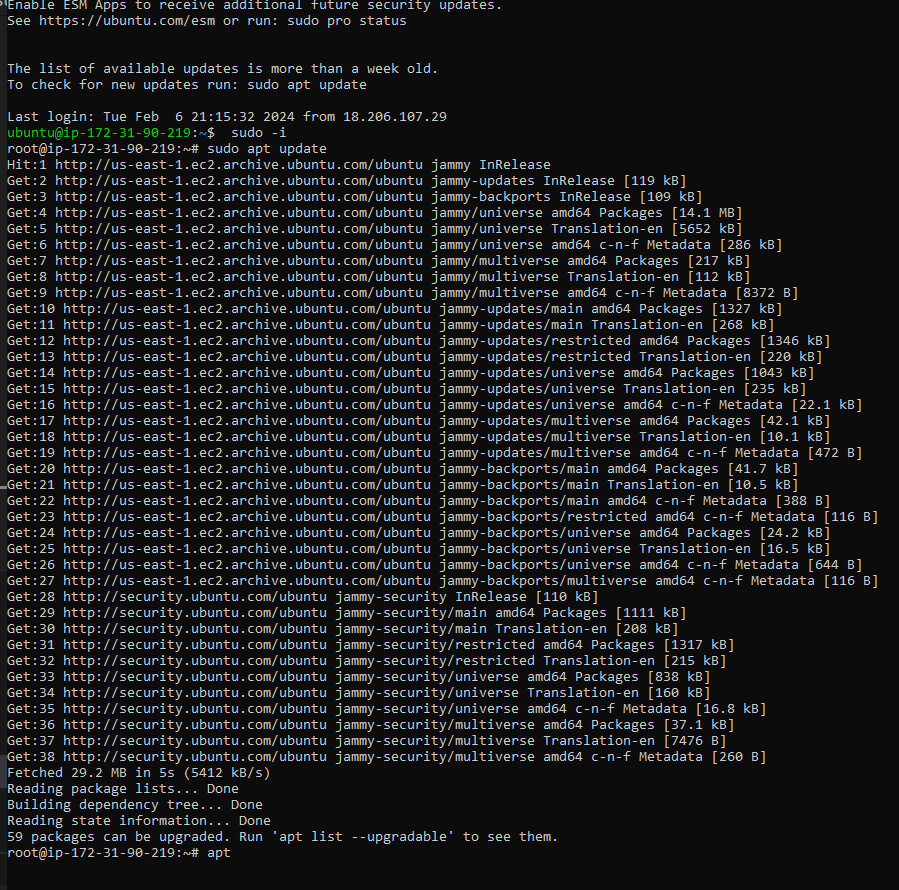 Enable ESM Apps to receive additional future security updates.
See https://ubuntu.com/esm or run: sudo pro status
The list of available updates is more than a week old.
To check for new updates run: sudo apt update
Last login: Tue Feb  6 21:15:32 2024 from 18.206.107.29
ubuntu@ip-172-31-90-219:~$  sudo -i
root@ip-172-31-90-219:~# sudo apt update
Hit:1 http://us-east-1.ec2.archive.ubuntu.com/ubuntu jammy InRelease
Get:2 http://us-east-1.ec2.archive.ubuntu.com/ubuntu jammy-updates InRelease [119 kB]
Get:3 http://us-east-1.ec2.archive.ubuntu.com/ubuntu jammy-backports InRelease [109 kB]
Get:4 http://us-east-1.ec2.archive.ubuntu.com/ubuntu jammy/universe amd64 Packages [14.1 MB]
Get:5 http://us-east-1.ec2.archive.ubuntu.com/ubuntu jammy/universe Translation-en [5652 kB]
Get:6 http://us-east-1.ec2.archive.ubuntu.com/ubuntu jammy/universe amd64 c-n-f Metadata [286 kB]
Get:7 http://us-east-1.ec2.archive.ubuntu.com/ubuntu jammy/multiverse amd64 Packages [217 kB]
Get:8 http://us-east-1.ec2.archive.ubuntu.com/ubuntu jammy/multiverse Translation-en [112 kB]
Get:9 http://us-east-1.ec2.archive.ubuntu.com/ubuntu jammy/multiverse amd64 c-n-f Metadata [8372 B]
Get:10 http://us-east-1.ec2.archive.ubuntu.com/ubuntu jammy-updates/main amd64 Packages [1327 kB]
Get:11 http://us-east-1.ec2.archive.ubuntu.com/ubuntu jammy-updates/main Translation-en [268 kB]
Get:12 http://us-east-1.ec2.archive.ubuntu.com/ubuntu jammy-updates/restricted amd64 Packages [1346 kB]
Get:13 http://us-east-1.ec2.archive.ubuntu.com/ubuntu jammy-updates/restricted Translation-en [220 kB]
Get:14 http://us-east-1.ec2.archive.ubuntu.com/ubuntu jammy-updates/universe amd64 Packages [1043 kB]
Get:15 http://us-east-1.ec2.archive.ubuntu.com/ubuntu jammy-updates/universe Translation-en [235 kB]
Get:16 http://us-east-1.ec2.archive.ubuntu.com/ubuntu jammy-updates/universe amd64 c-n-f Metadata [22.1 kB]
Get:17 http://us-east-1.ec2.archive.ubuntu.com/ubuntu jammy-updates/multiverse amd64 Packages [42.1 kB]
Get:18 http://us-east-1.ec2.archive.ubuntu.com/ubuntu jammy-updates/multiverse Translation-en [10.1 kB]
Get:19 http://us-east-1.ec2.archive.ubuntu.com/ubuntu jammy-updates/multiverse amd64 c-n-f Metadata [472 B]
Get:20 http://us-east-1.ec2.archive.ubuntu.com/ubuntu jammy-backports/main amd64 Packages [41.7 kB]
Get:21 http://us-east-1.ec2.archive.ubuntu.com/ubuntu jammy-backports/main Translation-en [10.5 kB]
Get:22 http://us-east-1.ec2.archive.ubuntu.com/ubuntu jammy-backports/main amd64 c-n-f Metadata [388 B]
Get:23 http://us-east-1.ec2.archive.ubuntu.com/ubuntu jammy-backports/restricted amd64 c-n-f Metadata [116 B]
Get:24 http://us-east-1.ec2.archive.ubuntu.com/ubuntu jammy-backports/universe amd64 Packages [24.2 kB]
Get:25 http://us-east-1.ec2.archive.ubuntu.com/ubuntu jammy-backports/universe Translation-en [16.5 kB]
Get:26 http://us-east-1.ec2.archive.ubuntu.com/ubuntu jammy-backports/universe amd64 c-n-f Metadata [644 B]
Get:27 http://us-east-1.ec2.archive.ubuntu.com/ubuntu jammy-backports/multiverse amd64 c-n-f Metadata [116 B]
Get:28 http://security.ubuntu.com/ubuntu jammy-security InRelease [110 kB]
Get:29 http://security.ubuntu.com/ubuntu jammy-security/main amd64 Packages [1111 kB]
Get:30 http://security.ubuntu.com/ubuntu jammy-security/main Translation-en [208 kB]
Get:31 http://security.ubuntu.com/ubuntu jammy-security/restricted amd64 Packages [1317 kB]
Get:32 http://security.ubuntu.com/ubuntu jammy-security/restricted Translation-en [215 kB]
Get:33 http://security.ubuntu.com/ubuntu jammy-security/universe amd64 Packages [838 kB]
Get:34 http://security.ubuntu.com/ubuntu jammy-security/universe Translation-en [160 kB]
Get:35 http://security.ubuntu.com/ubuntu jammy-security/universe amd64 c-n-f Metadata [16.8 kB]
Get:36 http://security.ubuntu.com/ubuntu jammy-security/multiverse amd64 Packages [37.1 kB]
Get:37 http://security.ubuntu.com/ubuntu jammy-security/multiverse Translation-en [7476 B]
Get:38 http://security.ubuntu.com/ubuntu jammy-security/multiverse amd64 c-n-f Metadata [260 B]
Fetched 29.2 MB in 5s (5412 kB/s)
Reading package lists... Done
Building dependency tree... Done
Reading state information... Done
59 packages can be upgraded. Run 'apt list --upgradable' to see them.
root@ip-172-31-90-219:~# apt